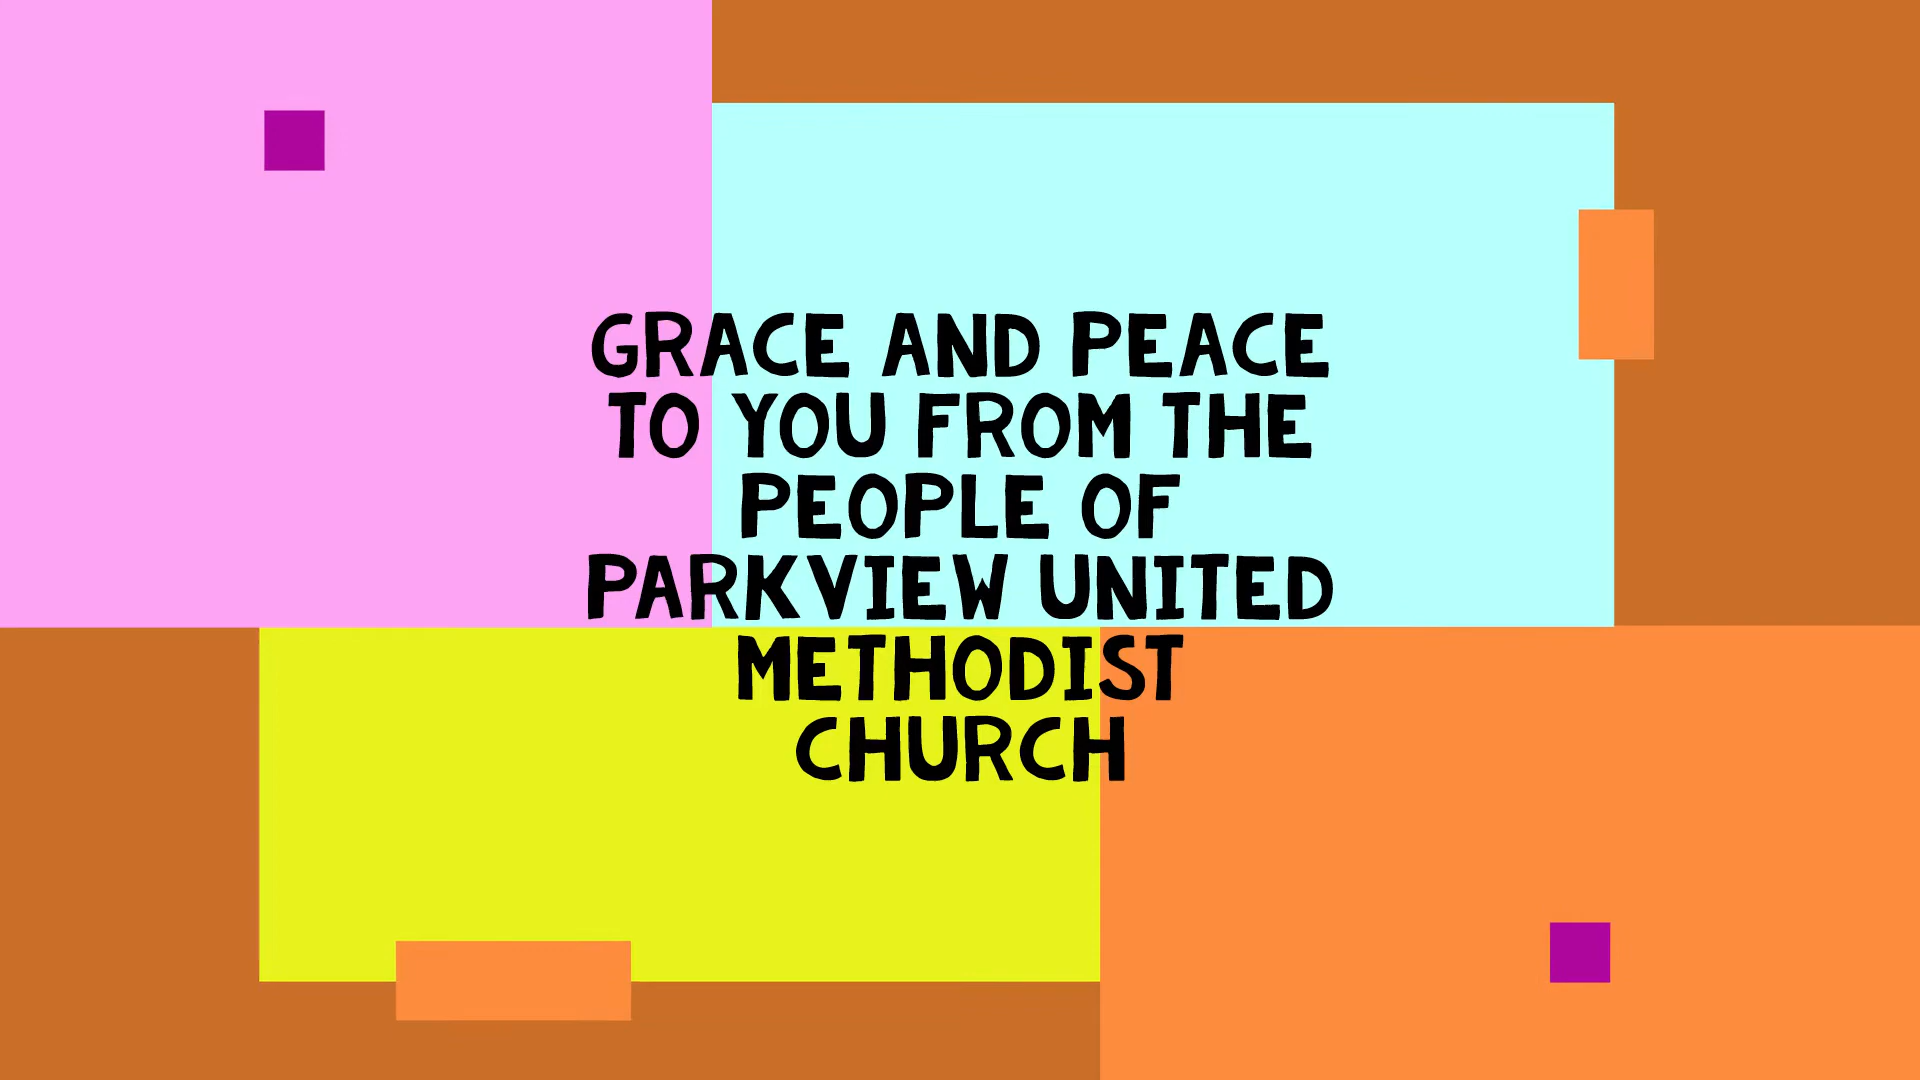 GRACE AND PEACE
TO YOU FROM THE
PEOPLE OF
PARKVIEW UNITED
METHODIST
CHURCH